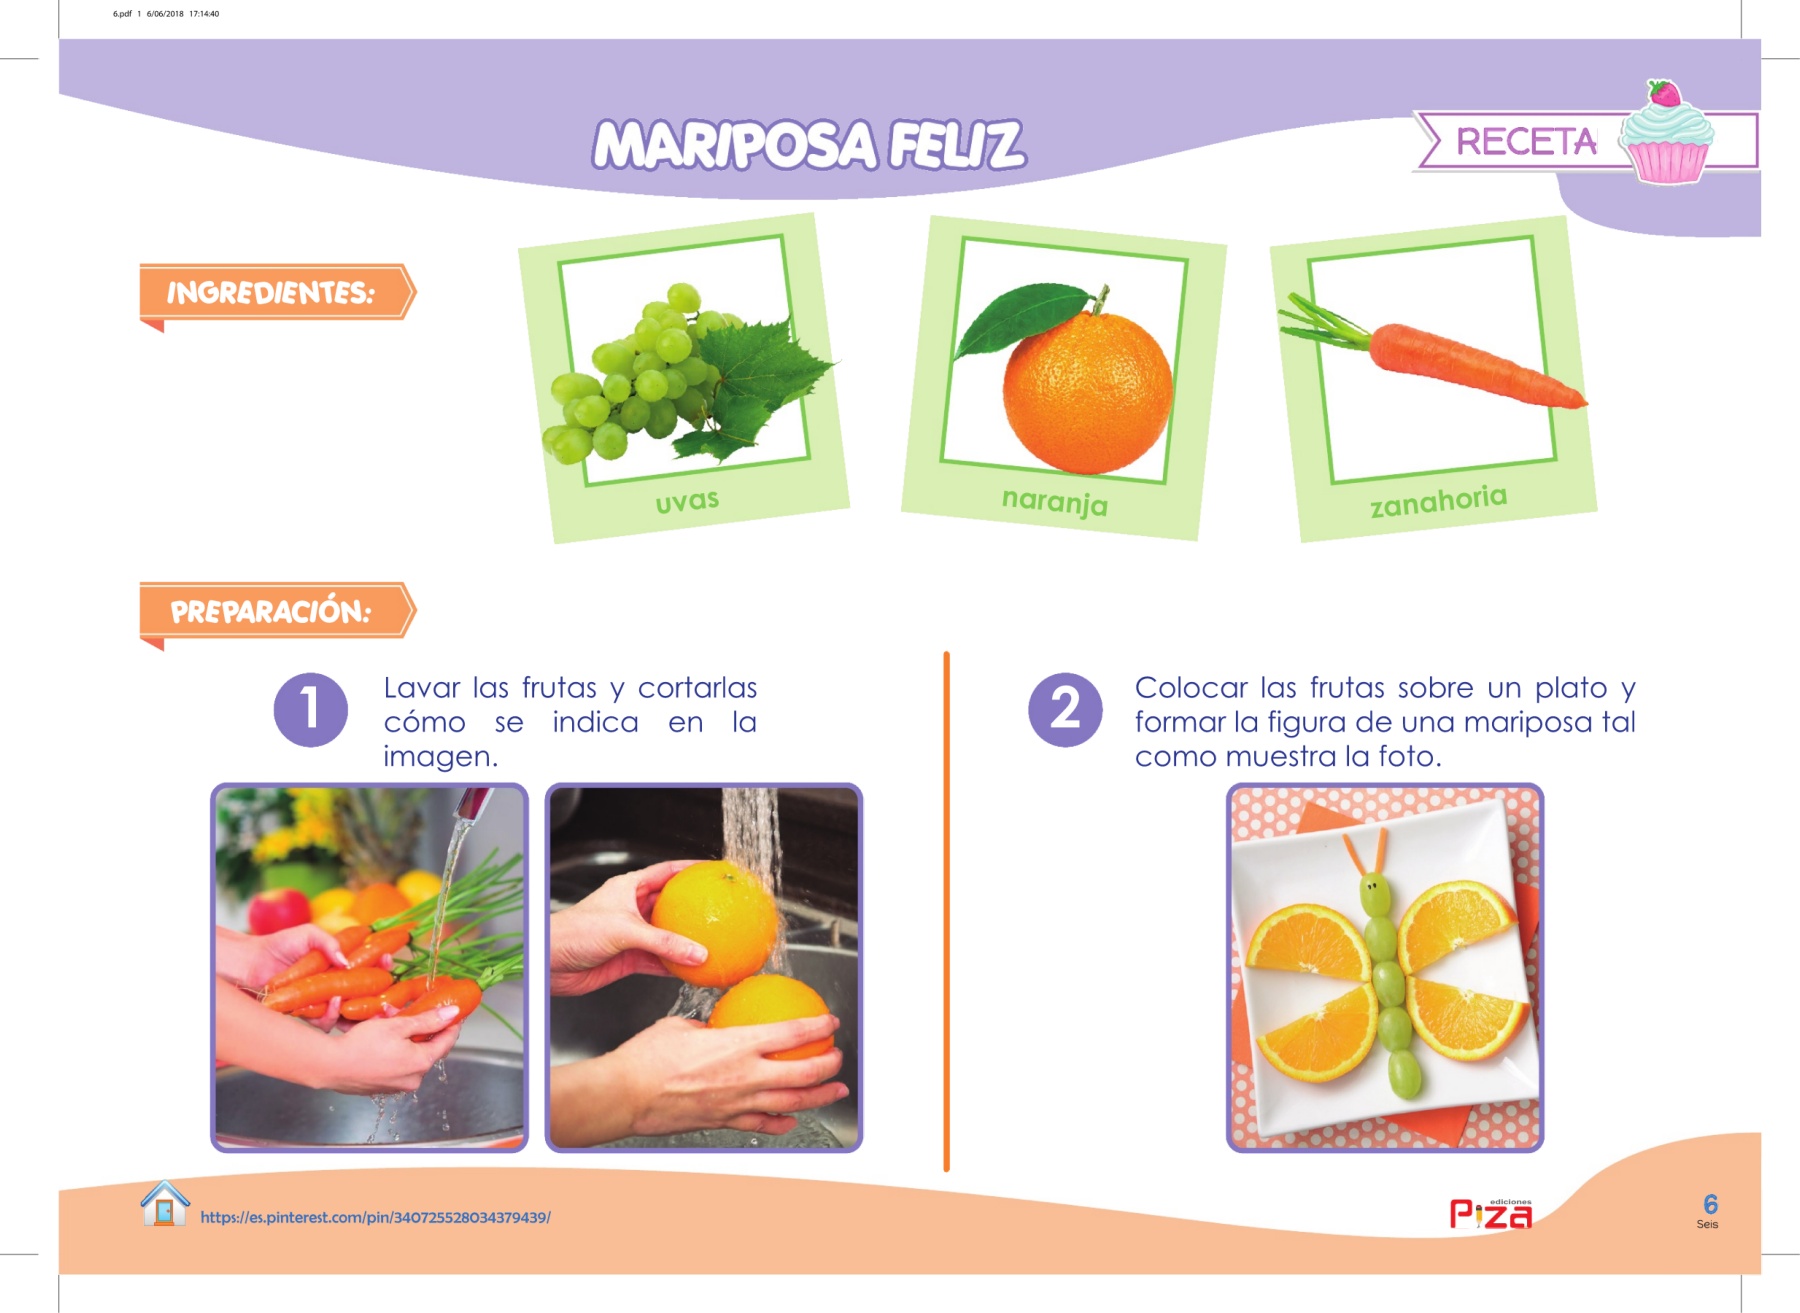 6.pdf 1 6/06/2018 17:14:40
MARIPOSA FELIZ
RECETA
INGREDIENTES:
uvas
naranja
zanahoria
PREPARACIÓN:
1
Lavar las frutas y cortarlas
cómo se indica en la
imagen.
2
Colocar las frutas sobre un plato y
formar la figura de una mariposa tal
como muestra la foto.
https://es.pinterest.com/pin/340725528034379439/
ediciones
Piza
6
Seis